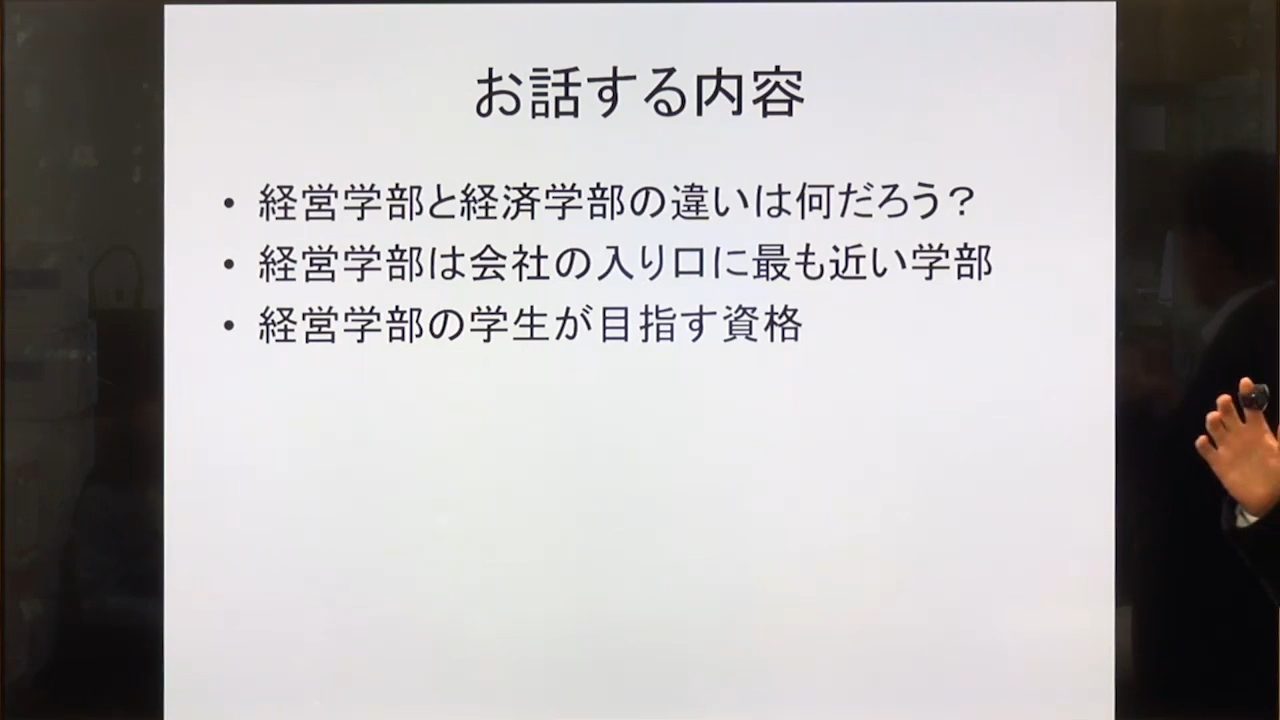 お話する内容
• 経営学部と経済学部の違いは何だろう？
• 経営学部は会社の入り口に最も近い学部
• 経営学部の学生が目指す資格